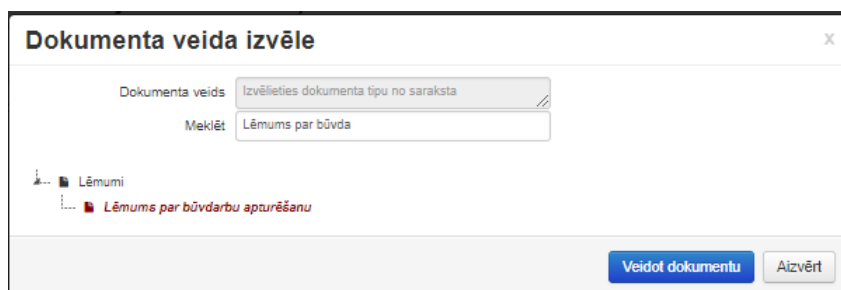 Dokumenta veida izvēle
x
Dokumenta veids Izvēlieties dokumenta tipu no saraksta
Meklēt Lēmums par būvda
Lēmumi
Lēmums par būvdarbu apturēšanu
Veidot dokumentu Aizvērt